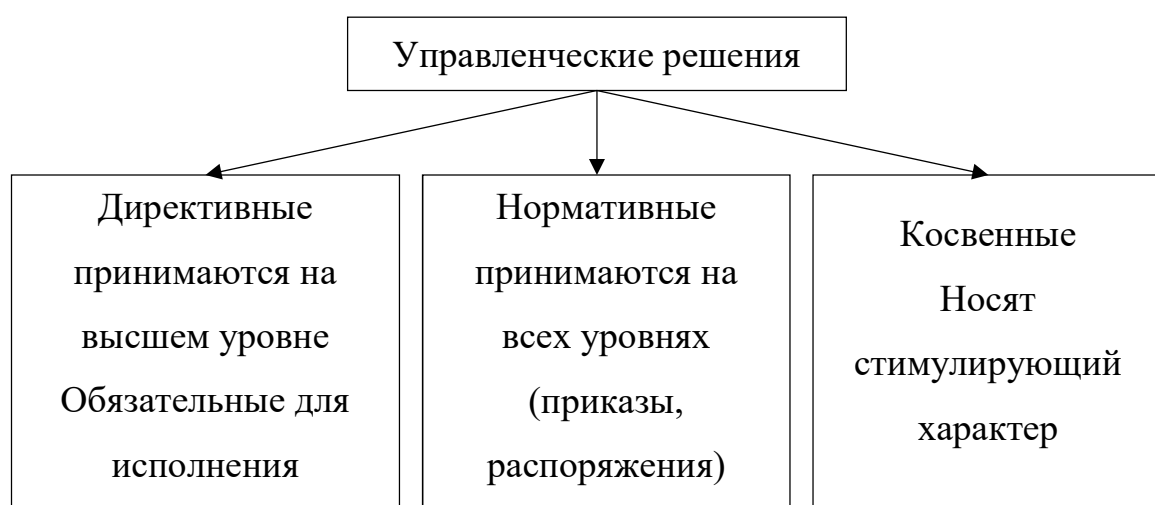 Управленческие решения
Директивные
принимаются на
высшем уровне
Обязательные для
исполнения
Нормативные
принимаются на
всех уровнях
(приказы,
распоряжения)
Косвенные
Носят
стимулирующий
характер